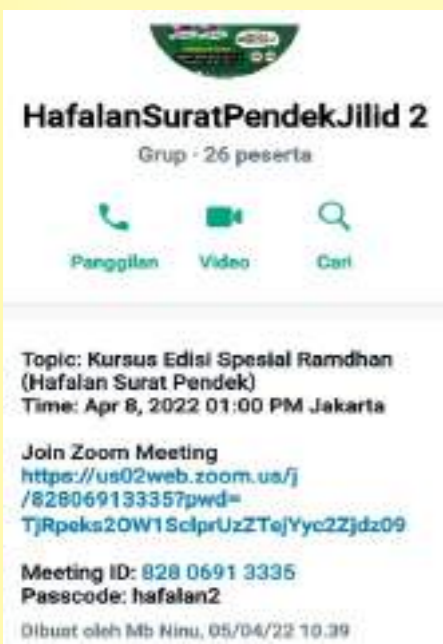 HafalanSuratPendekJilid 2
Grup · 26 peserta
Panggilan Video Cari
Topic: Kursus Edisi Spesial Ramdhan
(Hafalan Surat Pendek)
Time: Apr 8, 2022 01:00 PM Jakarta
Join Zoom Meeting
https://us02web.zoom.us/j
/82806913335?pwd=
TjRpeks2OW1SclprUzZTejYyc2Zjdz09
Meeting ID: 828 0691 3335
Passcode: hafalan2
Dibuat oleh Mb Ninu, 05/04/22 10.39